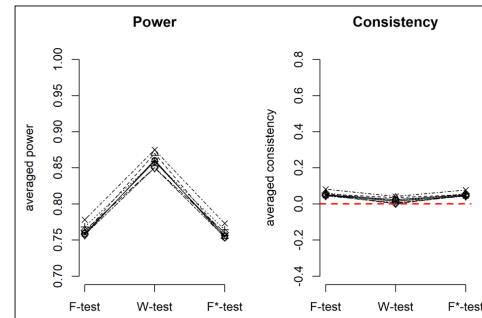 Power
averaged power
1.00
0.95
0.90
0.85
0.80
0.75
0.70
F-test W-test F*-test
Consistency
averaged consistency
0.8
0.6
0.4
0.2
0.0
-0.2
-0.4
F-test W-test F*-test